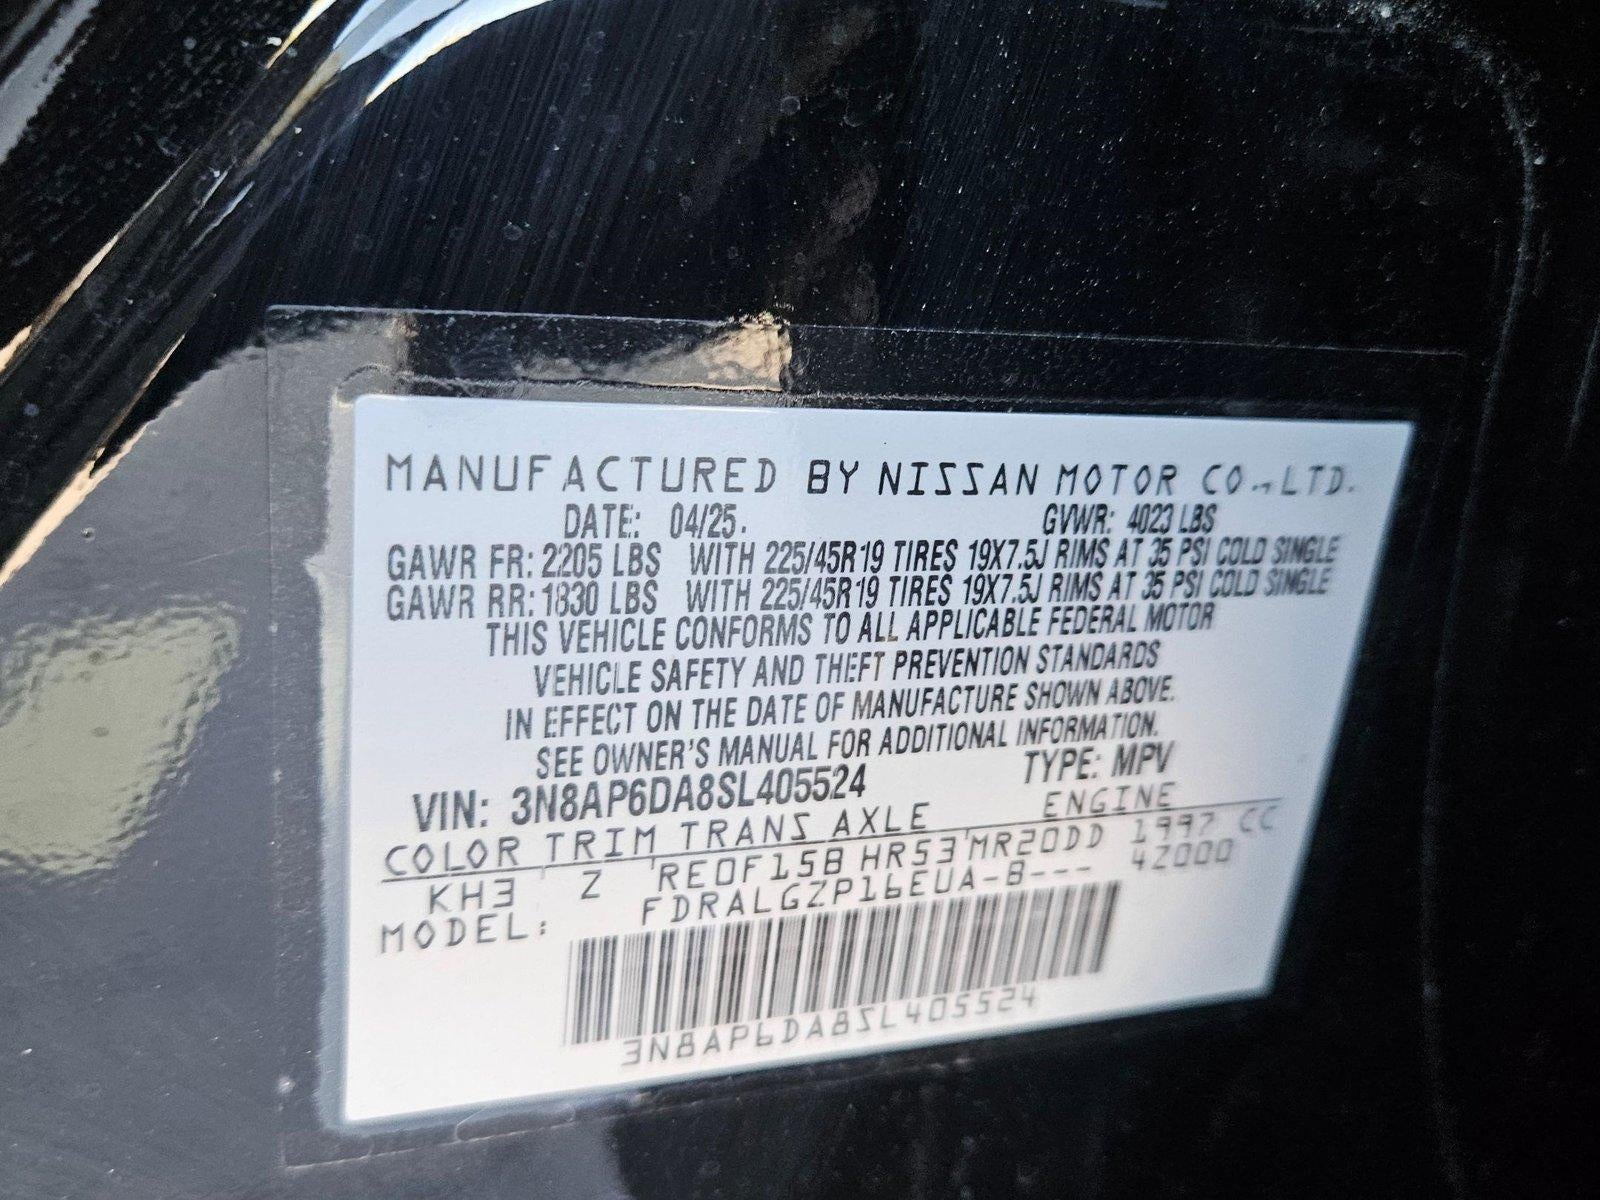 MANUFACTURED BY NISSAN MOTOR CO., LTD.
DATE: 04/25. GVWR: 4023 LBS
GAWR FR: 2205 LBS WITH 225/45R19 TIRES 19X7.5J RIMS AT 35 PSI COLD SINGLE
GAWR RR: 1830 LBS WITH 225/45R19 TIRES 19X7.5J RIMS AT 35 PSI COLD SINGLE
THIS VEHICLE CONFORMS TO ALL APPLICABLE FEDERAL MOTOR
VEHICLE SAFETY AND THEFT PREVENTION STANDARDS
IN EFFECT ON THE DATE OF MANUFACTURE SHOWN ABOVE.
SEE OWNER'S MANUAL FOR ADDITIONAL INFORMATION.
VIN: 3N8AP6DA8SL405524 TYPE: MPV
COLOR TRIM TRANS AXLE ENGINE
KH3 Z RE0F15B HR53 MR20DD 1997 CC
MODEL: FDRALGZP16EUA-B--- 42000
3N8AP6DA8SL405524